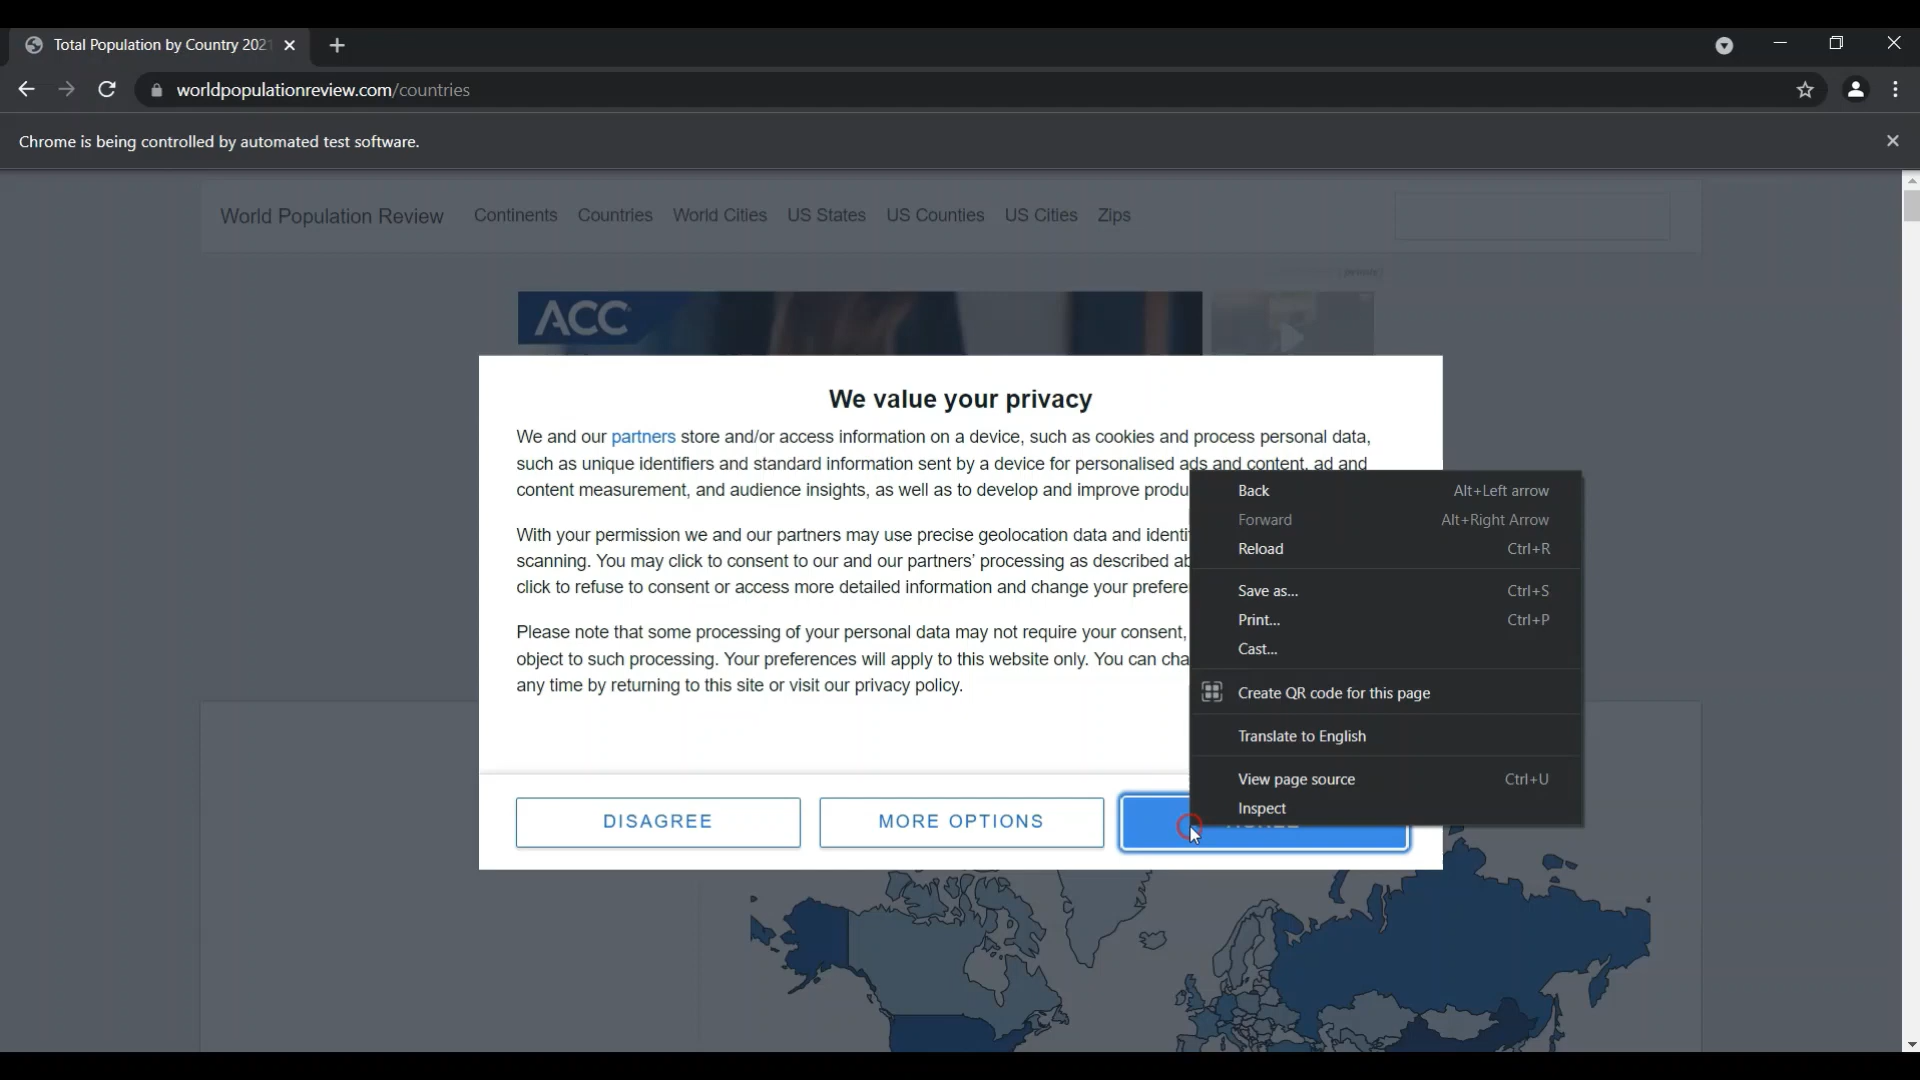 Total Population by Country 2021
worldpopulationreview.com/countries
Chrome is being controlled by automated test software.
World Population Review Continents Countries World Cities US States US Counties US Cities Zips
ACC
We value your privacy
We and our partners store and/or access information on a device, such as cookies and process personal data,
such as unique identifiers and standard information sent by a device for personalised ads and content, ad and
content measurement, and audience insights, as well as to develop and improve produ
With your permission we and our partners may use precise geolocation data and identi
scanning. You may click to consent to our and our partners' processing as described ab
click to refuse to consent or access more detailed information and change your prefere
Please note that some processing of your personal data may not require your consent,
object to such processing. Your preferences will apply to this website only. You can cha
any time by returning to this site or visit our privacy policy.
DISAGREE MORE OPTIONS
Back Alt+Left arrow
Forward Alt+Right Arrow
Reload Ctrl+R
Save as... Ctrl+S
Print... Ctrl+P
Cast...
Create QR code for this page
Translate to English
View page source Ctrl+U
Inspect